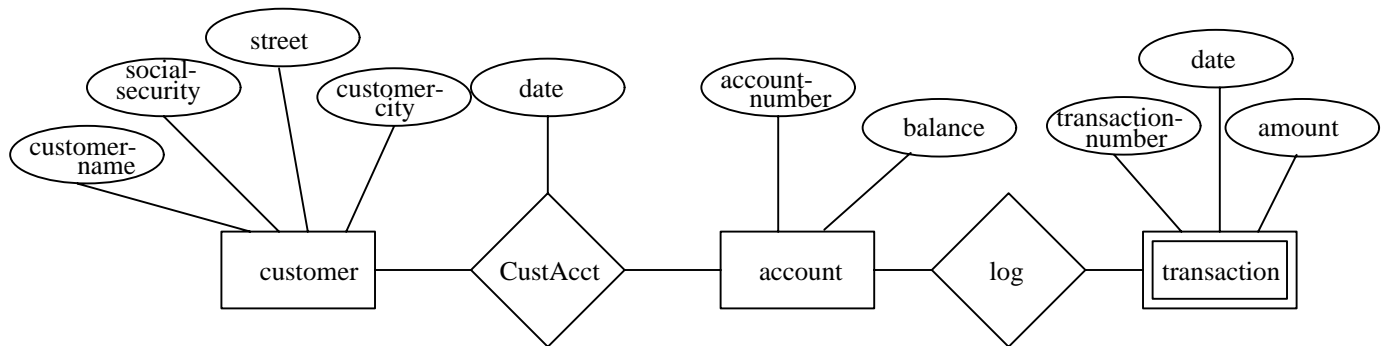 street
social-
security
customer-
city
date
customer-
name
account-
number
balance
date
transaction-
number
amount
customer
CustAcct
account
log
transaction